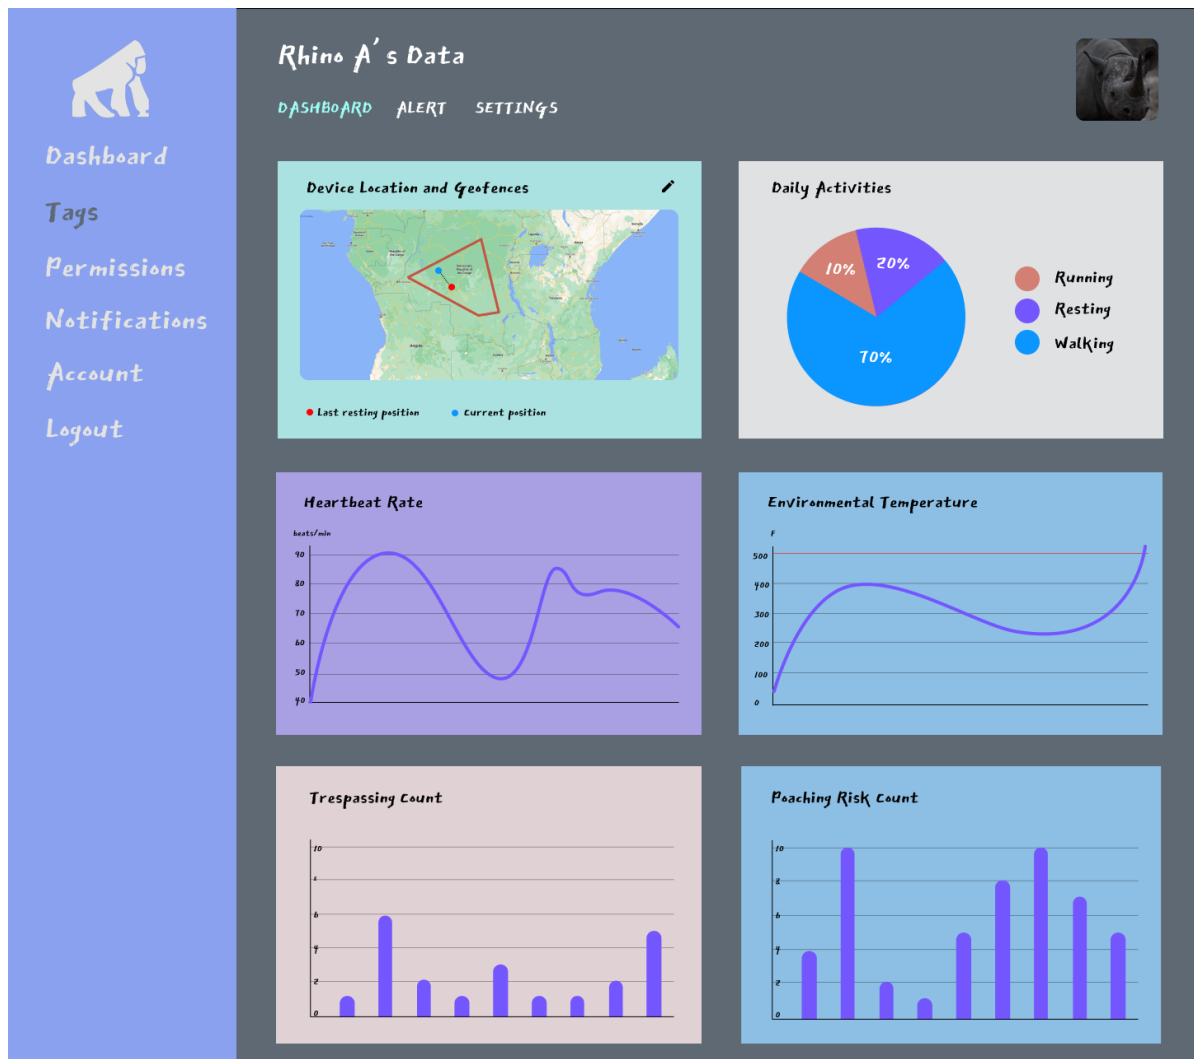 Rhino A's Data
DASHBOARD ALERT SETTINGS
Dashboard
Tags
Permissions
Notifications
Account
Logout
Device Location and Geofences
Angola
Last resting position
Current position
Daily Activities
10%
20%
70%
Running
Resting
Walking
Heartbeat Rate
beats/min
90
80
70
60
50
40
Environmental Temperature
F
500
400
300
200
100
0
Trespassing Count
10
6
4
2
0
Poaching Risk Count
10
8
6
4
2
0